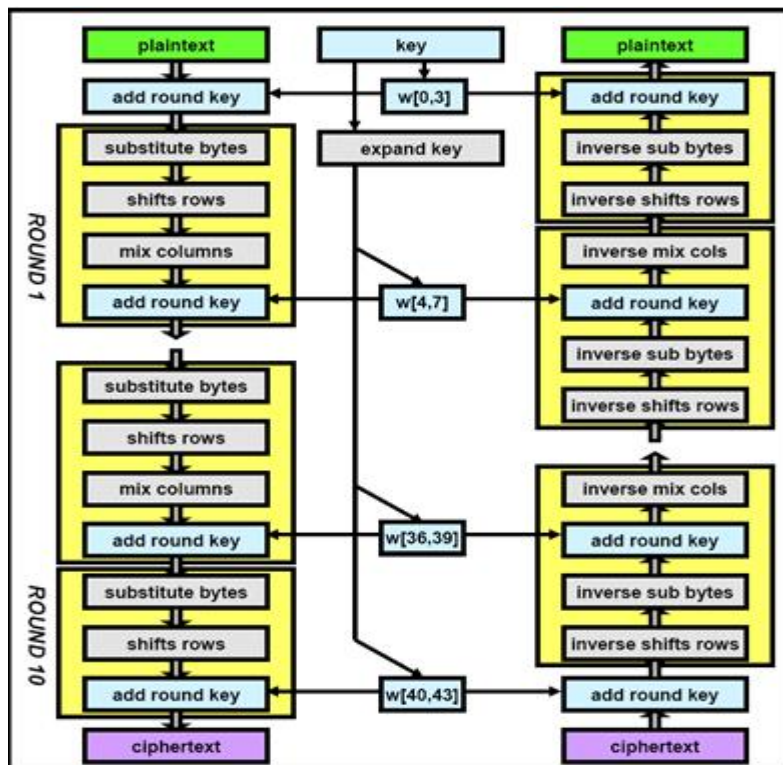 plaintext
key
plaintext
add round key
w[0,3]
add round key
substitute bytes
expand key
inverse sub bytes
shifts rows
inverse shifts rows
ROUND 1
mix columns
inverse mix cols
add round key
w[4,7]
add round key
inverse sub bytes
substitute bytes
inverse shifts rows
shifts rows
mix columns
inverse mix cols
add round key
w[36,39]
add round key
ROUND 10
substitute bytes
inverse sub bytes
shifts rows
inverse shifts rows
add round key
w[40,43]
add round key
ciphertext
ciphertext